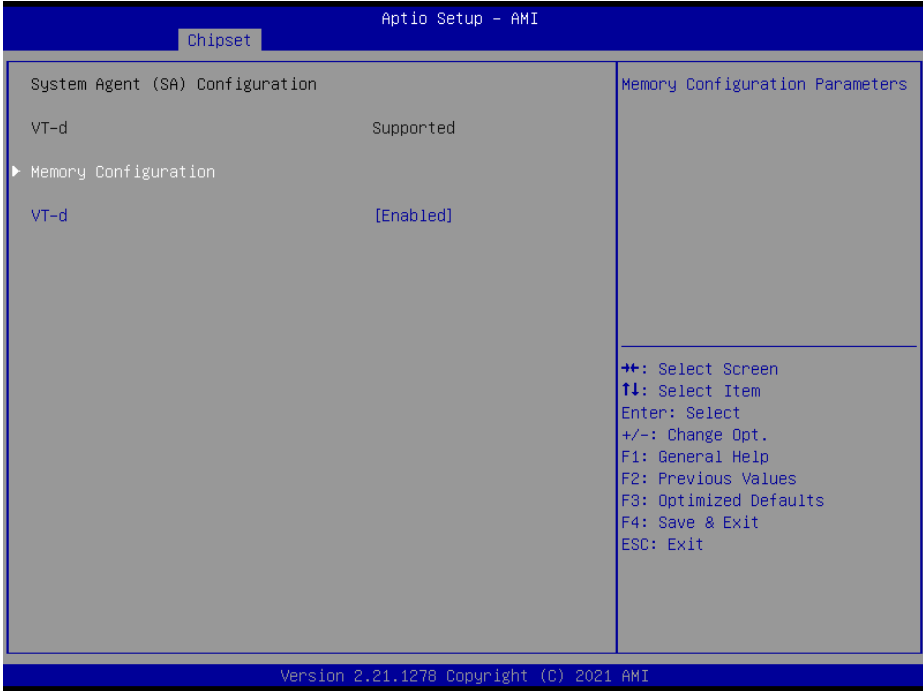 Aptio Setup – AMI
Chipset
System Agent (SA) Configuration
VT-d Supported
Memory Configuration
VT-d [Enabled]
Memory Configuration Parameters
→←: Select Screen
↑↓: Select Item
Enter: Select
+/-: Change Opt.
F1: General Help
F2: Previous Values
F3: Optimized Defaults
F4: Save & Exit
ESC: Exit
Version 2.21.1278 Copyright (C) 2021 AMI